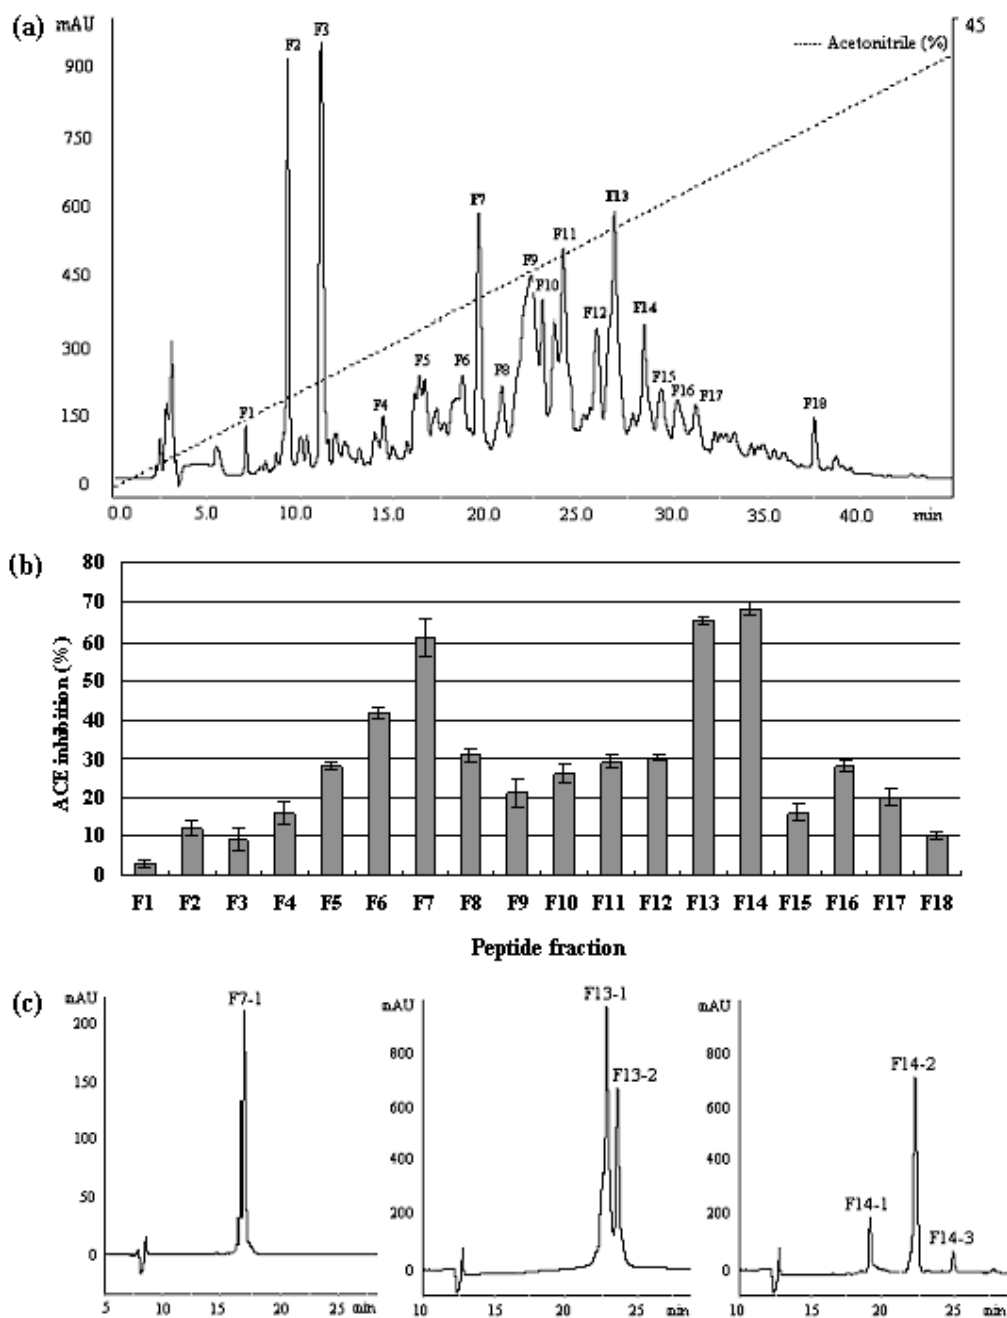 (a)
mAU
45
F3
F2
Acetonitrile (%)
900
750
600
F7
F13
F11
F9
450
F10
F12
F14
300
F5
F6
F8
F15
F16
F17
F1
F4
F18
150
0
0.0 5.0 10.0 15.0 20.0 25.0 30.0 35.0 40.0 min
(b)
ACE inhibition (%)
80
70
60
50
40
30
20
10
0
F1 F2 F3 F4 F5 F6 F7 F8 F9 F10 F11 F12 F13 F14 F15 F16 F17 F18
Peptide fraction
(c)
mAU
F7-1
200
150
100
50
0
5 10 15 20 25 min
mAU
F13-1
F13-2
800
600
400
200
0
10 15 20 25 min
mAU
F14-2
F14-1
F14-3
800
600
400
200
0
10 15 20 25 min